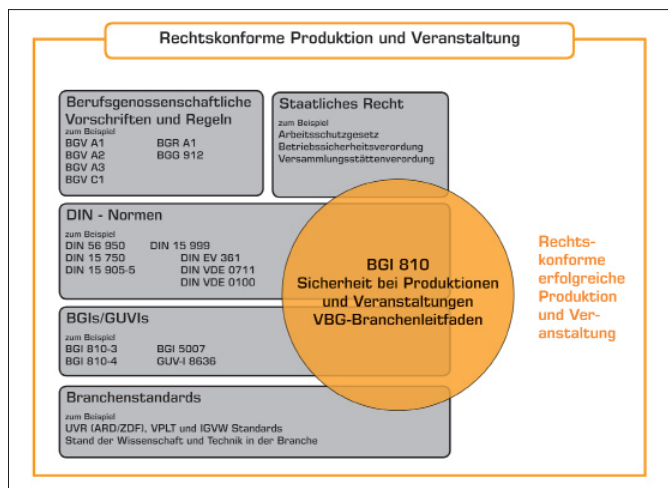 Rechtskonforme Produktion und Veranstaltung
Berufsgenossenschaftliche
Vorschriften und Regeln
zum Beispiel
BGV A1 BGR A1
BGV A2 BGG 912
BGV A3
BGV C1
Staatliches Recht
zum Beispiel
Arbeitsschutzgesetz
Betriebssicherheitsverordung
Versammlungsstättenverordung
DIN - Normen
zum Beispiel
DIN 56 950 DIN 15 999
DIN 15 750 DIN EV 361
DIN 15 905-5 DIN VDE 0711
DIN VDE 0100
BGI 810
Sicherheit bei Produktionen
und Veranstaltungen
VBG-Branchenleitfaden
Rechts-
konforme
erfolgreiche
Produktion
und Ver-
anstaltung
BGIs/GUVIs
zum Beispiel
BGI 810-3 BGI 5007
BGI 810-4 GUV-I 8636
Branchenstandards
zum Beispiel
UVR (ARD/ZDF), VPLT und IGVW Standards
Stand der Wissenschaft und Technik in der Branche